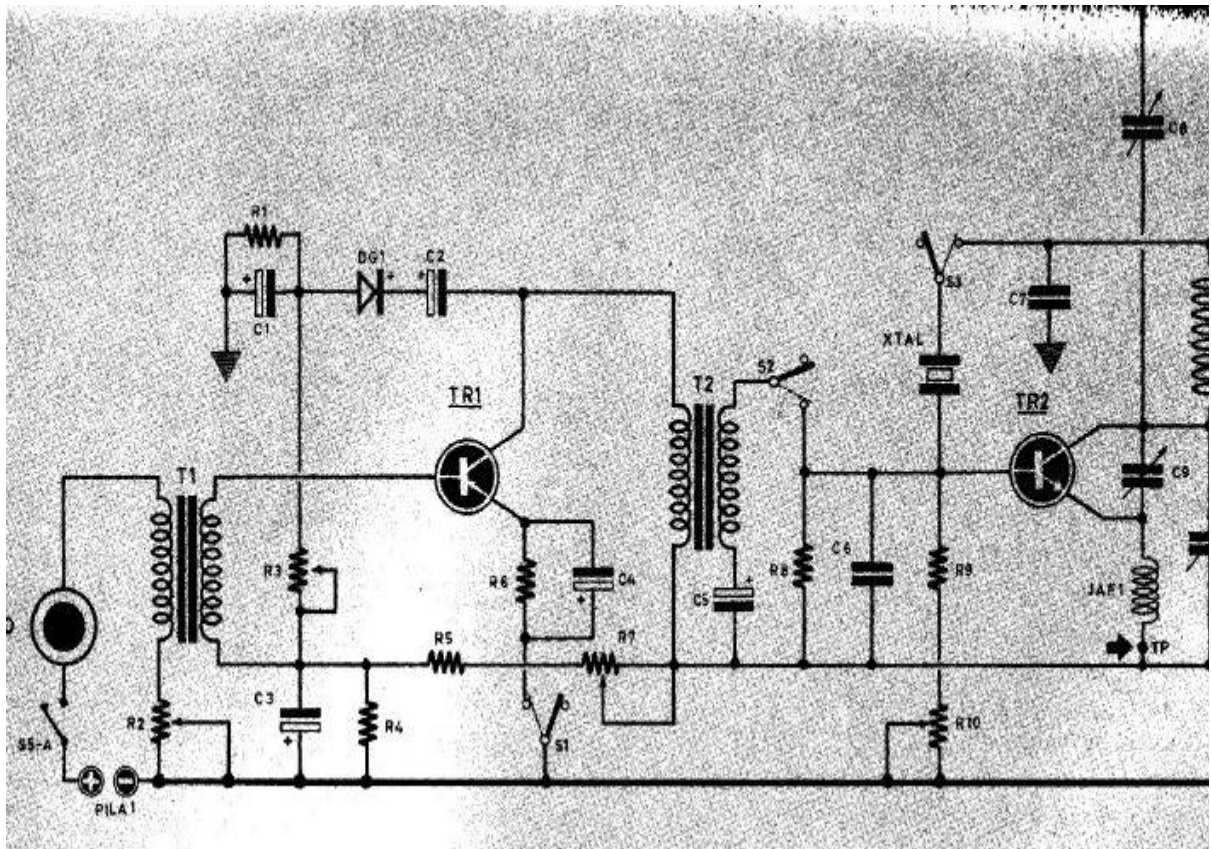 C8
R1
DG1
C2
+
+
+
C1
S3
C7
XTAL
S2
T2
TR1
TR2
T1
C9
R3
R6
C4
+
R8
C6
R9
+
C5
JAF1
R5
R7
TP
C3
+
R2
R4
S1
R10
S5-A
PILA 1